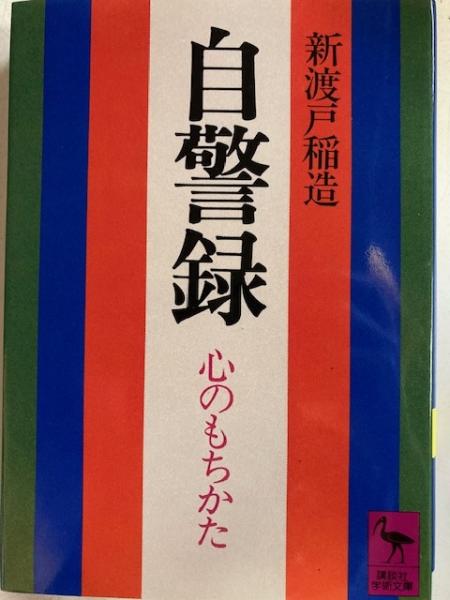 新渡戸稲造
自警録
心のもちかた
講談社
学術文庫